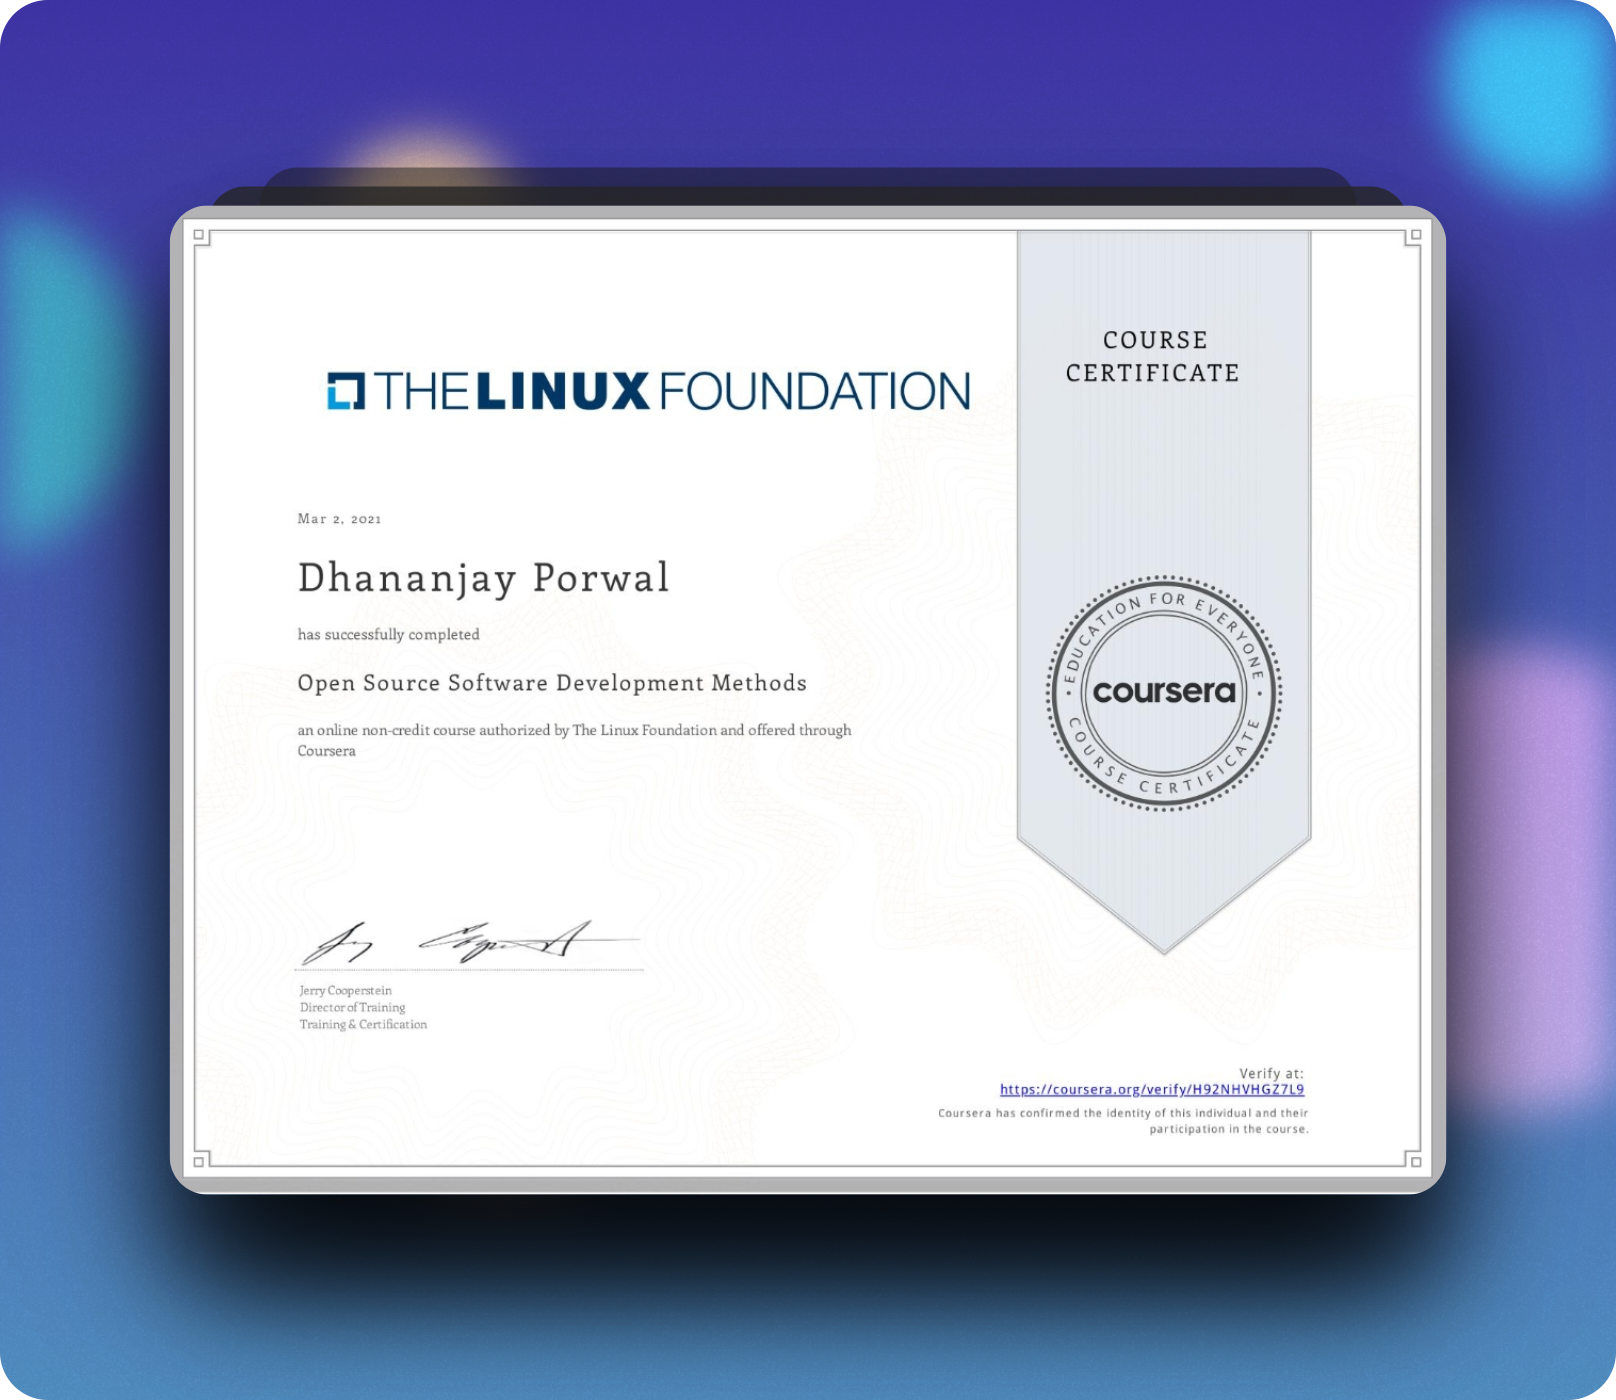 THE LINUX FOUNDATION
COURSE
CERTIFICATE
Mar 2, 2021
Dhananjay Porwal
has successfully completed
Open Source Software Development Methods
an online non-credit course authorized by The Linux Foundation and offered through
Coursera
EDUCATION FOR EVERYONE
coursera
COURSE CERTIFICATE
Jerry Cooperstein
Director of Training
Training & Certification
Verify at:
https://coursera.org/verify/H92NHVHGZ7L9
Coursera has confirmed the identity of this individual and their
participation in the course.